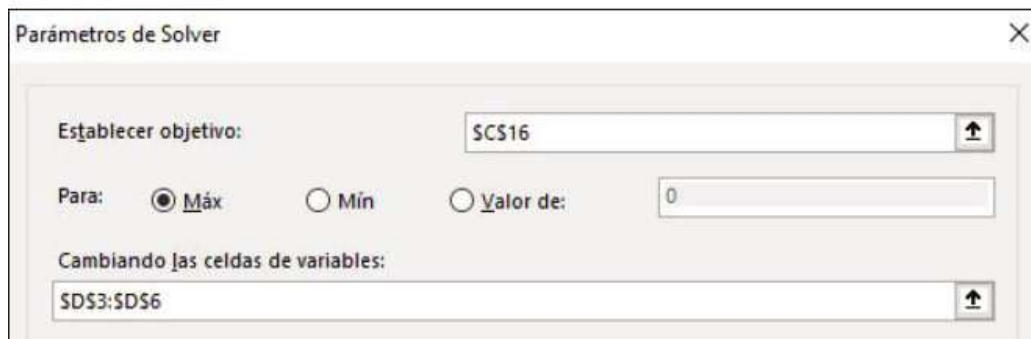 Parámetros de Solver
Establecer objetivo: $C$16
Para: Máx Mín Valor de: 0
Cambiando las celdas de variables:
$D$3:$D$6